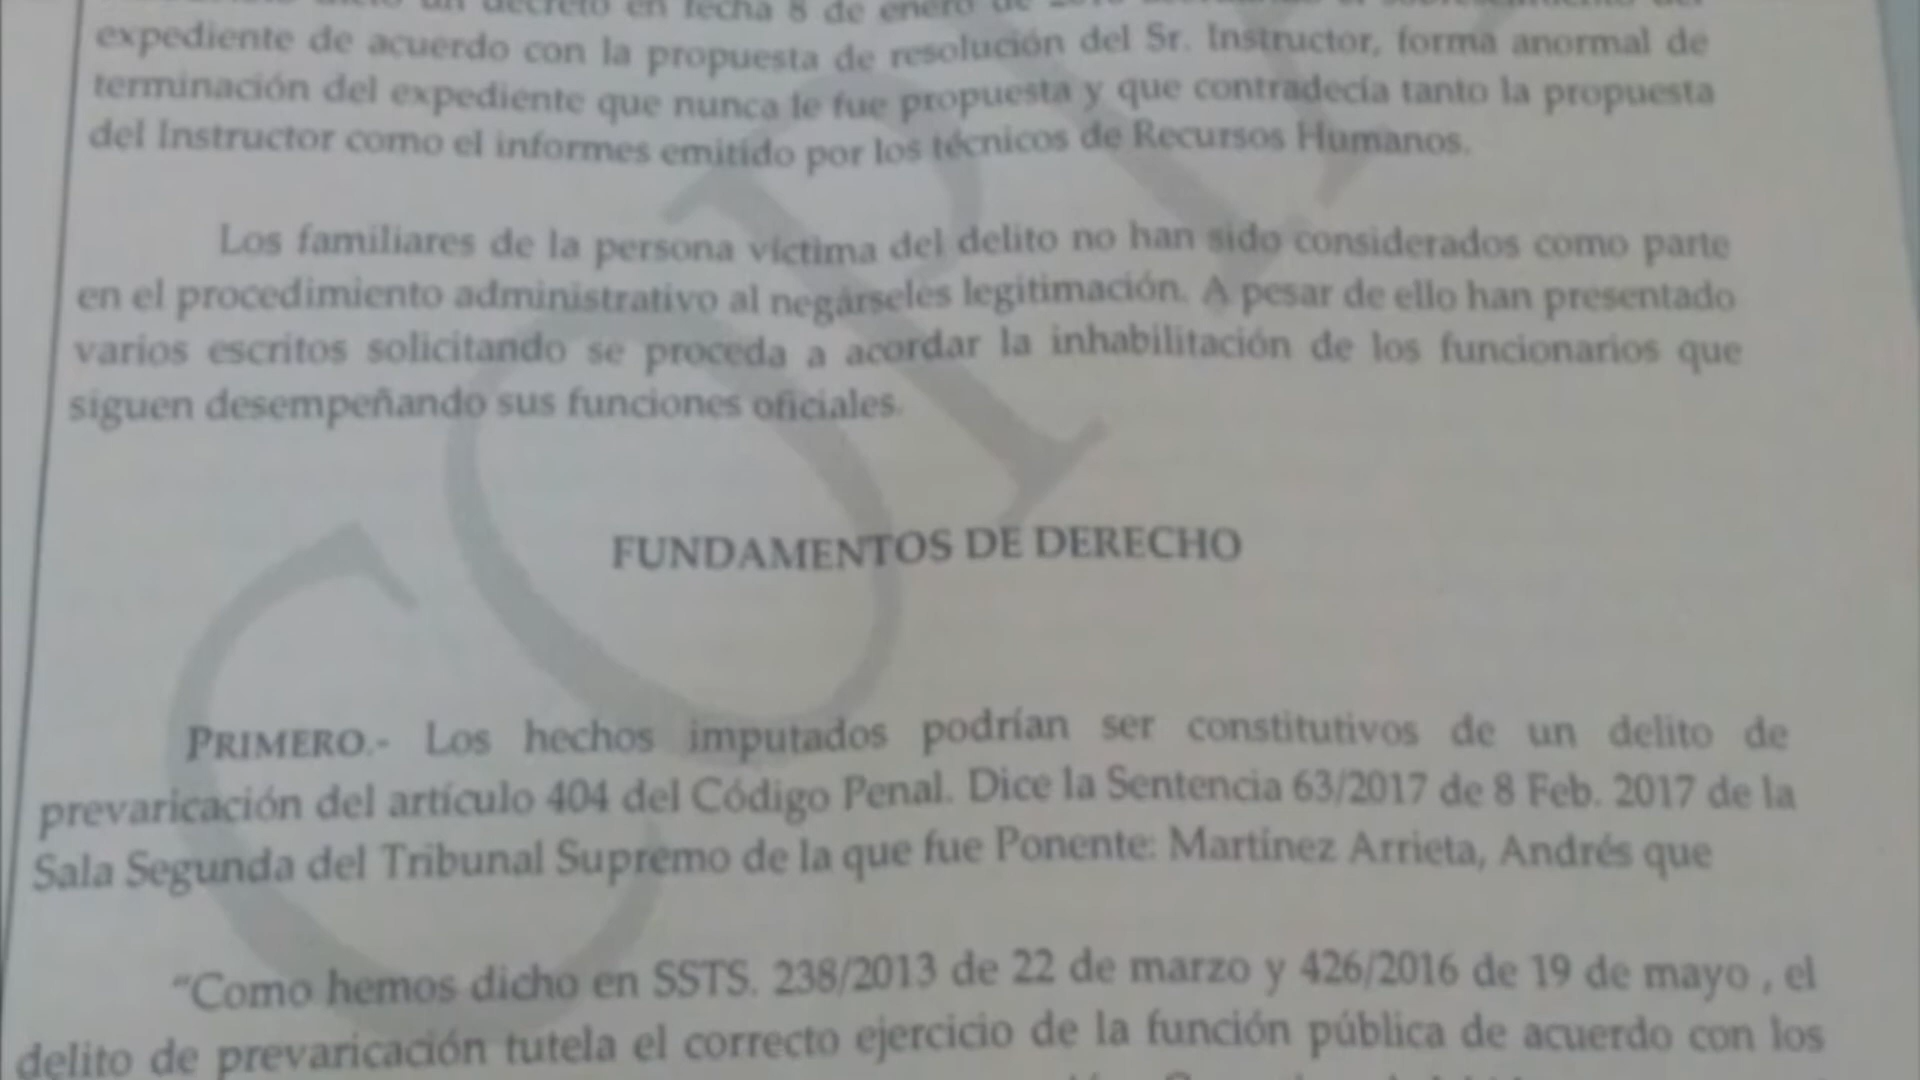 un decreto en fecha 8 de enero de
expediente de acuerdo con la propuesta de resolución del Sr. Instructor, forma anormal de
terminación del expediente que nunca le fue propuesta y que contradecía tanto la propuesta
del Instructor como el informes emitido por los técnicos de Recursos Humanos.
Los familiares de la persona víctima del delito no han sido considerados como parte
en el procedimiento administrativo al negárseles legitimación. A pesar de ello han presentado
varios escritos solicitando se proceda a acordar la inhabilitación de los funcionarios que
siguen desempeñando sus funciones oficiales.
FUNDAMENTOS DE DERECHO
PRIMERO.- Los hechos imputados podrían ser constitutivos de un delito de
prevaricación del artículo 404 del Código Penal. Dice la Sentencia 63/2017 de 8 Feb. 2017 de la
Sala Segunda del Tribunal Supremo de la que fue Ponente: Martínez Arrieta, Andrés que
"Como hemos dicho en SSTS. 238/2013 de 22 de marzo y 426/2016 de 19 de mayo , el
delito de prevaricación tutela el correcto ejercicio de la función pública de acuerdo con los